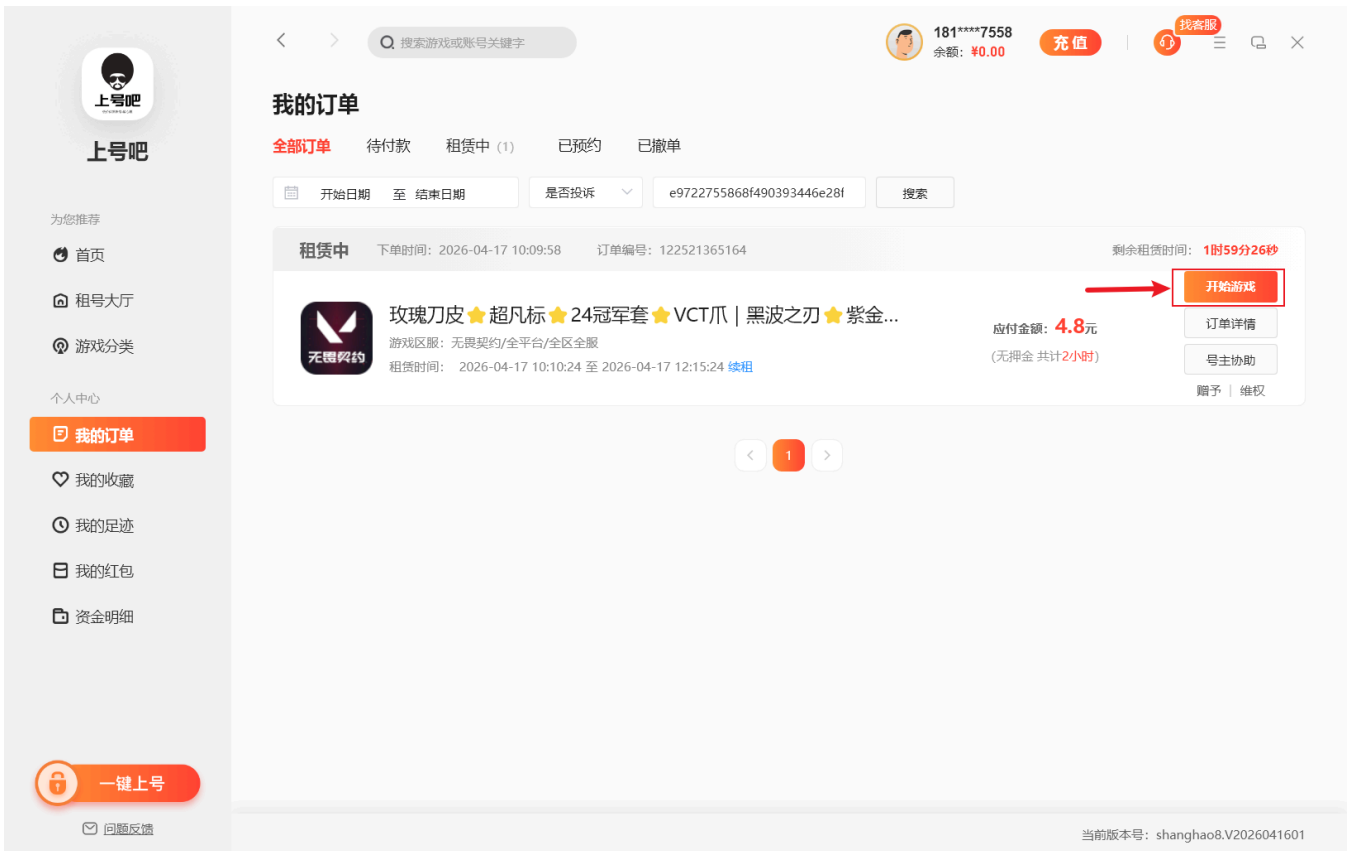 上号吧
上号吧
为您推荐
首页
租号大厅
游戏分类
个人中心
我的订单
我的收藏
我的足迹
我的红包
资金明细
一键上号
问题反馈
搜索游戏或账号关键字
181****7558
余额：¥0.00
充值
找客服
我的订单
全部订单 待付款 租赁中 (1) 已预约 已撤单
开始日期 至 结束日期 是否投诉 e9722755868f490393446e28f 搜索
租赁中 下单时间：2026-04-17 10:09:58 订单编号：122521365164 剩余租赁时间：1时59分26秒
无畏契约
玫瑰刀皮⭐超凡标⭐24冠军套⭐VCT爪 | 黑波之刃⭐紫金...
游戏区服：无畏契约/全平台/全区全服
租赁时间： 2026-04-17 10:10:24 至 2026-04-17 12:15:24 续租
应付金额：4.8元
(无押金 共计2小时)
开始游戏
订单详情
号主协助
赠予 | 维权
1
当前版本号：shanghao8.V2026041601